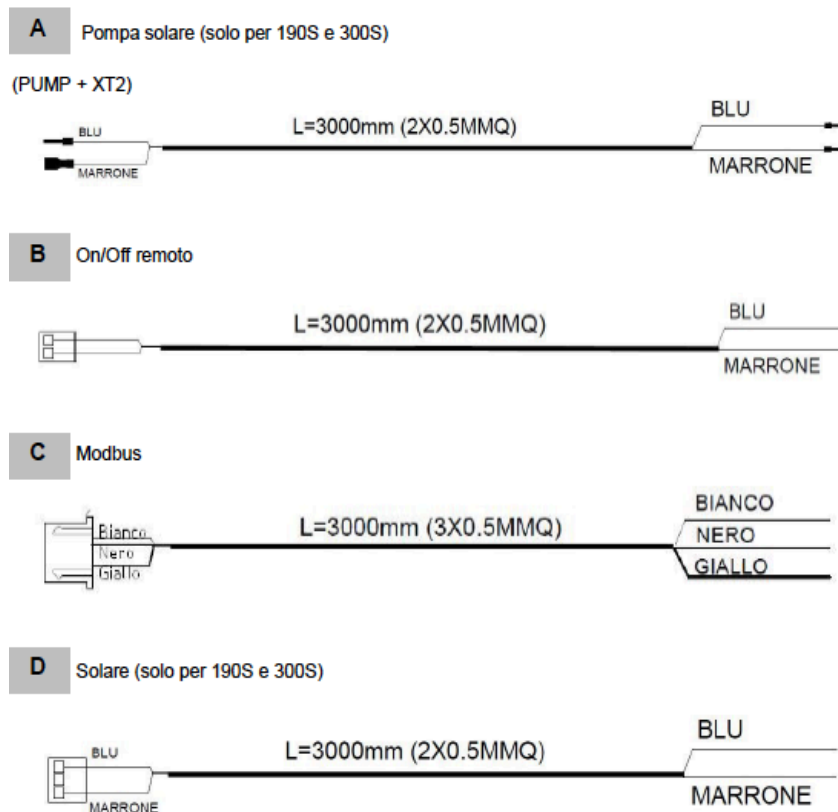 A Pompa solare (solo per 190S e 300S)
(PUMP + XT2)
L=3000mm (2X0.5MMQ)
BLU
BLU
MARRONE
MARRONE
B On/Off remoto
L=3000mm (2X0.5MMQ)
BLU
MARRONE
C Modbus
L=3000mm (3X0.5MMQ)
Bianco
Nero
Giallo
BIANCO
NERO
GIALLO
D Solare (solo per 190S e 300S)
L=3000mm (2X0.5MMQ)
BLU
BLU
MARRONE
MARRONE